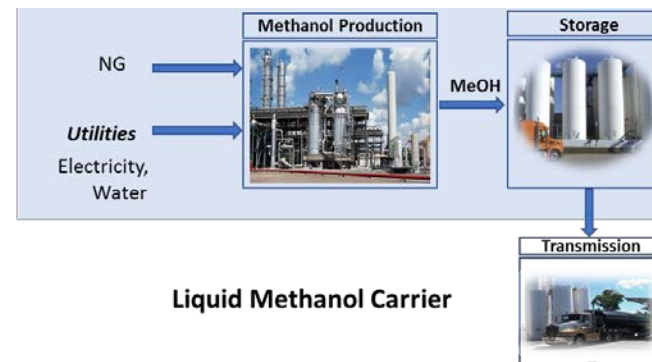 Methanol Production
Storage
NG
MeOH
Utilities
Electricity,
Water
Transmission
Liquid Methanol Carrier